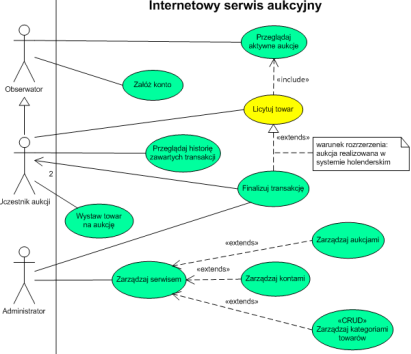 Internetowy serwis aukcyjny
Przeglądaj
aktywne aukcje
Obserwator
Załóż konto
«include»
Licytuj towar
«extends»
warunek rozrzerzenia:
aukcja realizowana w
systemie holenderskim
Przeglądaj historię
zawartych transakcji
2
Uczestnik aukcji
Finalizuj transakcję
Wystaw towar
na aukcję
Zarządzaj aukcjami
«extends»
Zarządzaj serwisem
«extends»
Zarządzaj kontami
«extends»
Administrator
«CRUD»
Zarządzaj kategoriami
towarów